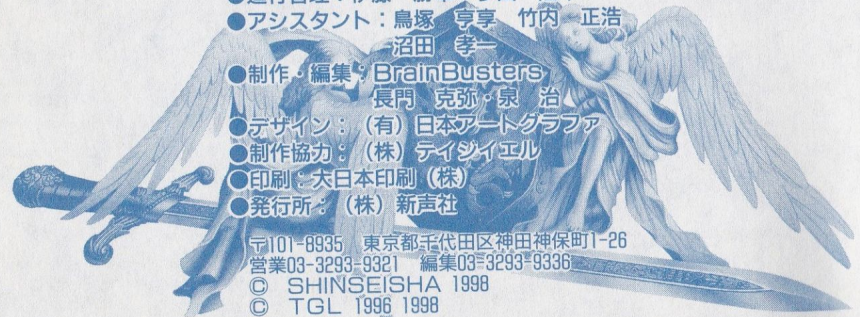 ●アシスタント：鳥塚　亨享　竹内　正浩
沼田　孝一
●制作・編集：BrainBusters
長門　克弥・泉　治
●デザイン：（有）日本アートグラファ
●制作協力：（株）テイジイエル
●印刷：大日本印刷（株）
●発行所：（株）新声社
〒101-8935　東京都千代田区神田神保町1-26
営業03-3293-9321　編集03-3293-9336
©　SHINSEISHA 1998
©　TGL 1996 1998